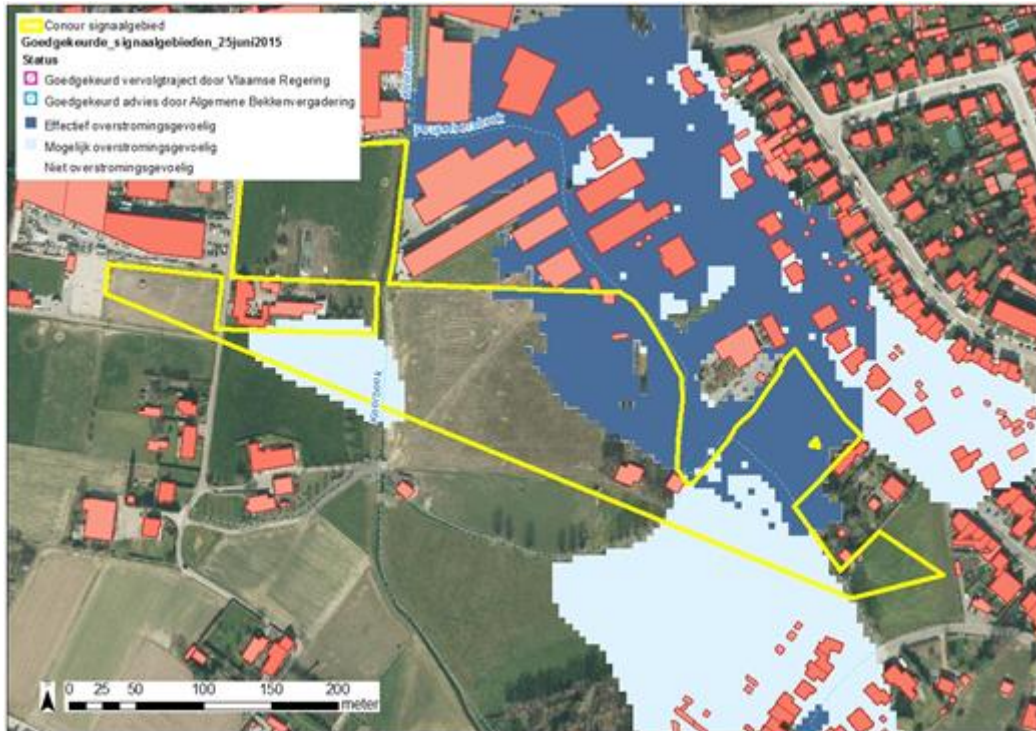 Conour signaalgebied
Goedgekeurde_signaalgebieden_25juni2015
Status
Goedgekeurd vervolgtraject door Vlaamse Regering
Goedgekeurd advies door Algemene Bekkenvergadering
Effectief overstromingsgevoelig
Mogelijk overstromingsgevoelig
Niet overstromingsgevoelig
0 25 50 100 150 200
meter